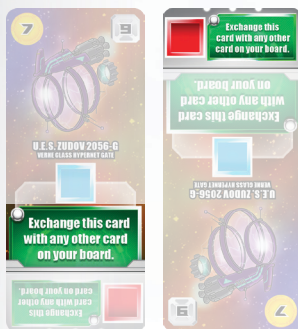 7
9
U.E.S. ZUDOV 2056-G
VERNE CLASS HYPERNET GATE
Exchange this card
with any other card
on your board.
Exchange this
card with any other
card on your board.
Exchange this
card with any other
card on your board.
Exchange this card
with any other card
on your board.
U.E.S. ZUDOV 2056-G
VERNE CLASS HYPERNET GATE
9
7